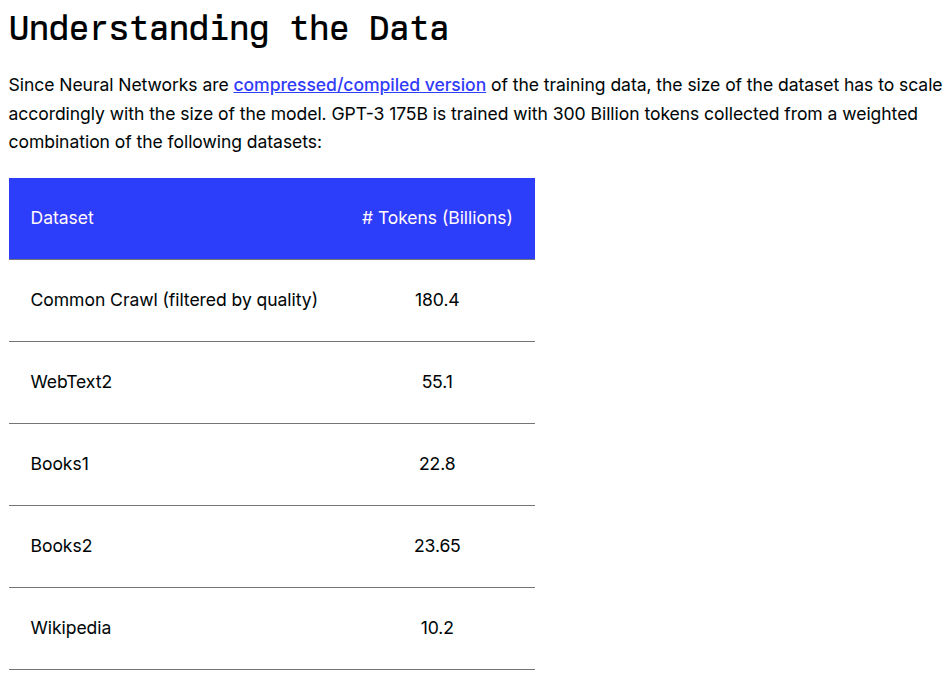 Understanding the Data
Since Neural Networks are compressed/compiled version of the training data, the size of the dataset has to scale
accordingly with the size of the model. GPT-3 175B is trained with 300 Billion tokens collected from a weighted
combination of the following datasets:
Dataset # Tokens (Billions)
Common Crawl (filtered by quality) 180.4
WebText2 55.1
Books1 22.8
Books2 23.65
Wikipedia 10.2